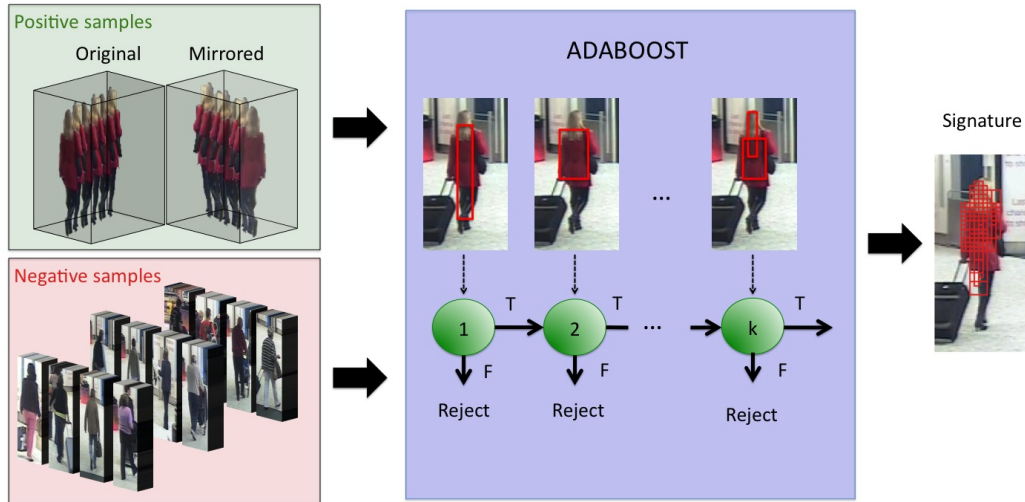 Positive samples
Original
Mirrored
Negative samples
ADABOOST
...
1
T
2
T
...
k
T
F
F
F
Reject
Reject
Reject
Signature